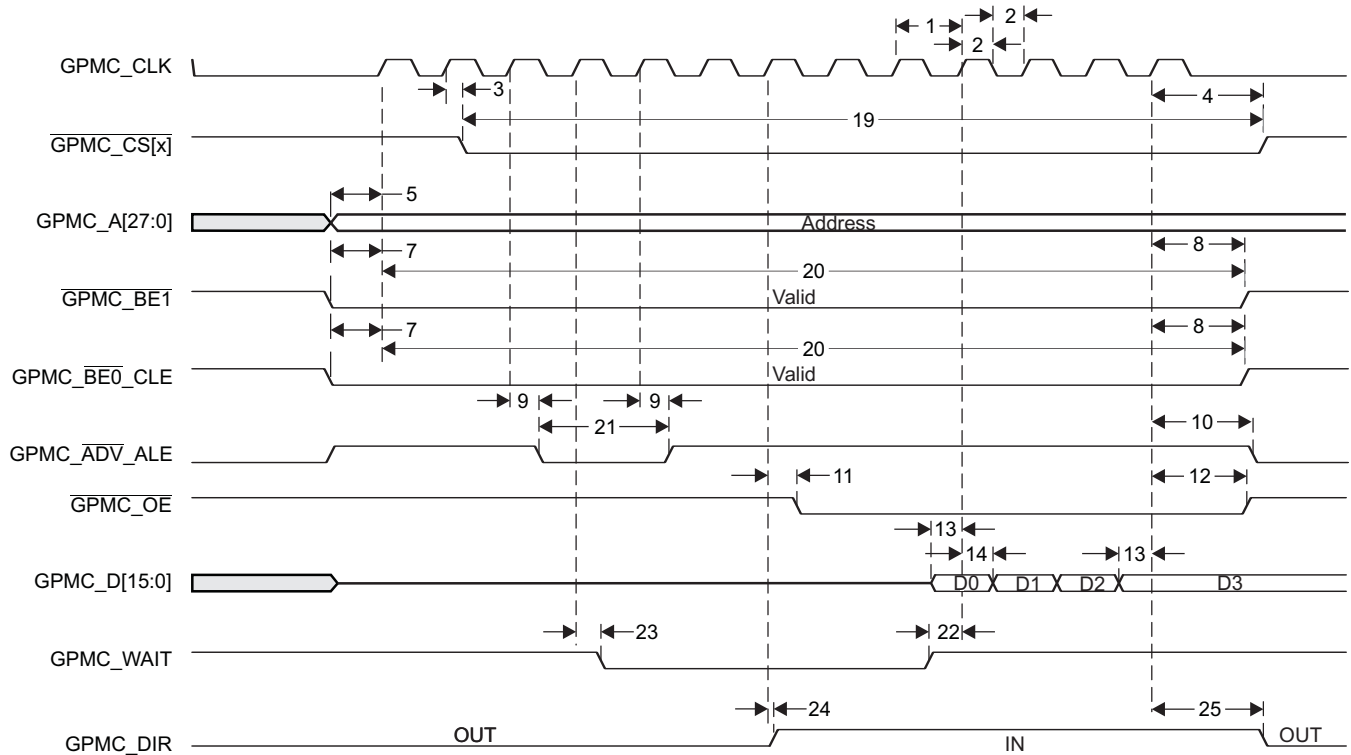 1
2
2
GPMC_CLK
3
4
19
GPMC_CS[x]
5
GPMC_A[27:0]
Address
7
8
20
GPMC_BE1
Valid
7
8
20
GPMC_BE0_CLE
Valid
9
9
21
10
GPMC_ADV_ALE
11
12
GPMC_OE
13
14
13
GPMC_D[15:0]
D0
D1
D2
D3
23
22
GPMC_WAIT
24
25
GPMC_DIR
OUT
IN
OUT